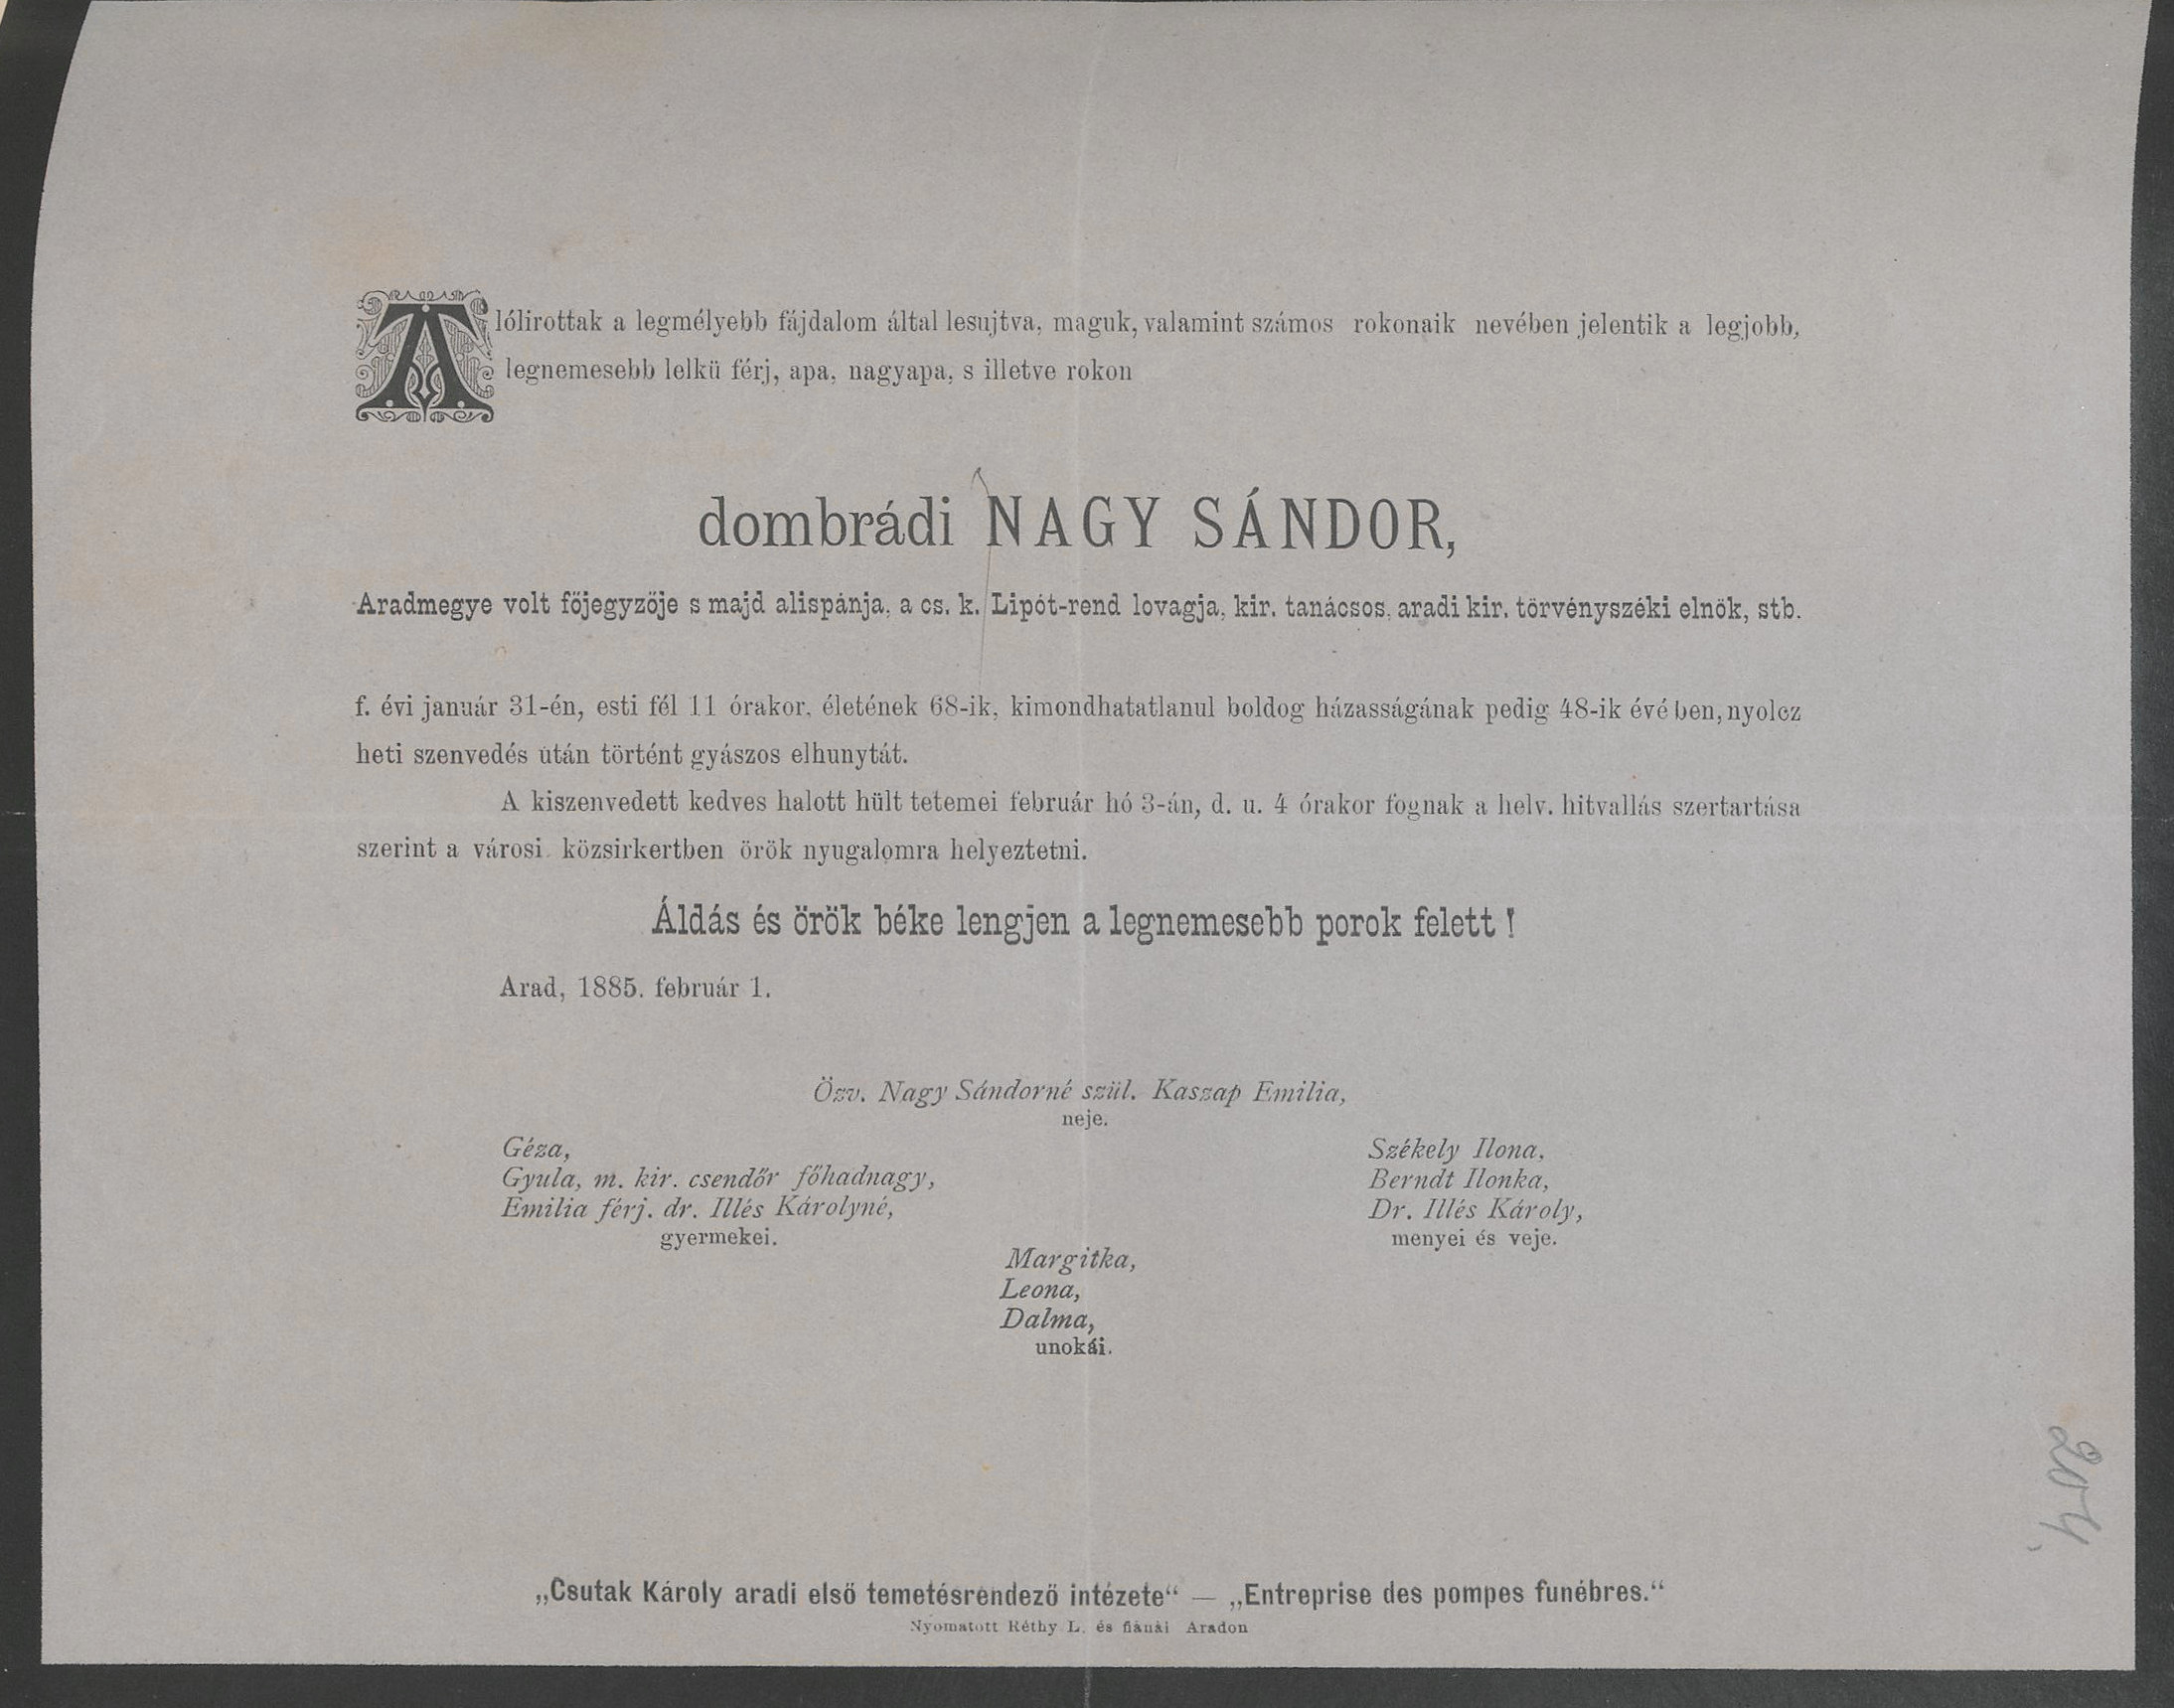 Alólirottak a legmélyebb fájdalom által lesujtva, maguk, valamint számos rokonaik nevében jelentik a legjobb,
legnemesebb lelkü férj, apa, nagyapa, s illetve rokon
dombrádi NAGY SÁNDOR,
Aradmegye volt főjegyzője s majd alispánja, a cs. k. Lipót-rend lovagja, kir. tanácsos, aradi kir. törvényszéki elnök, stb.
f. évi január 31-én, esti fél 11 órakor, életének 68-ik, kimondhatatlanul boldog házasságának pedig 48-ik évében, nyolcz
heti szenvedés után történt gyászos elhunytát.
A kiszenvedett kedves halott hült tetemei február hó 3-án, d. u. 4 órakor fognak a helv. hitvallás szertartása
szerint a városi közsirkertben örök nyugalomra helyeztetni.
Áldás és örök béke lengjen a legnemesebb porok felett!
Arad, 1885. február 1.
Özv. Nagy Sándorné szül. Kaszap Emilia,
neje.
Géza,
Gyula, m. kir. csendőr főhadnagy,
Emilia férj. dr. Illés Károlyné,
gyermekei.
Székely Ilona,
Berndt Ilonka,
Dr. Illés Károly,
menyei és veje.
Margitka,
Leona,
Dalma,
unokái.
204,
„Csutak Károly aradi első temetésrendező intézete“ — „Entreprise des pompes funébres.“
Nyomatott Réthy L. és fiánál Aradon